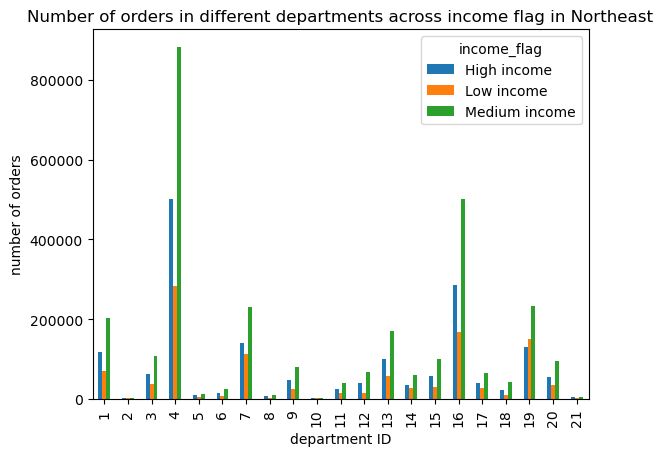 Number of orders in different departments across income flag in Northeast
income_flag
High income
Low income
Medium income
number of orders
800000
600000
400000
200000
0
1 2 3 4 5 6 7 8 9 10 11 12 13 14 15 16 17 18 19 20 21
department ID